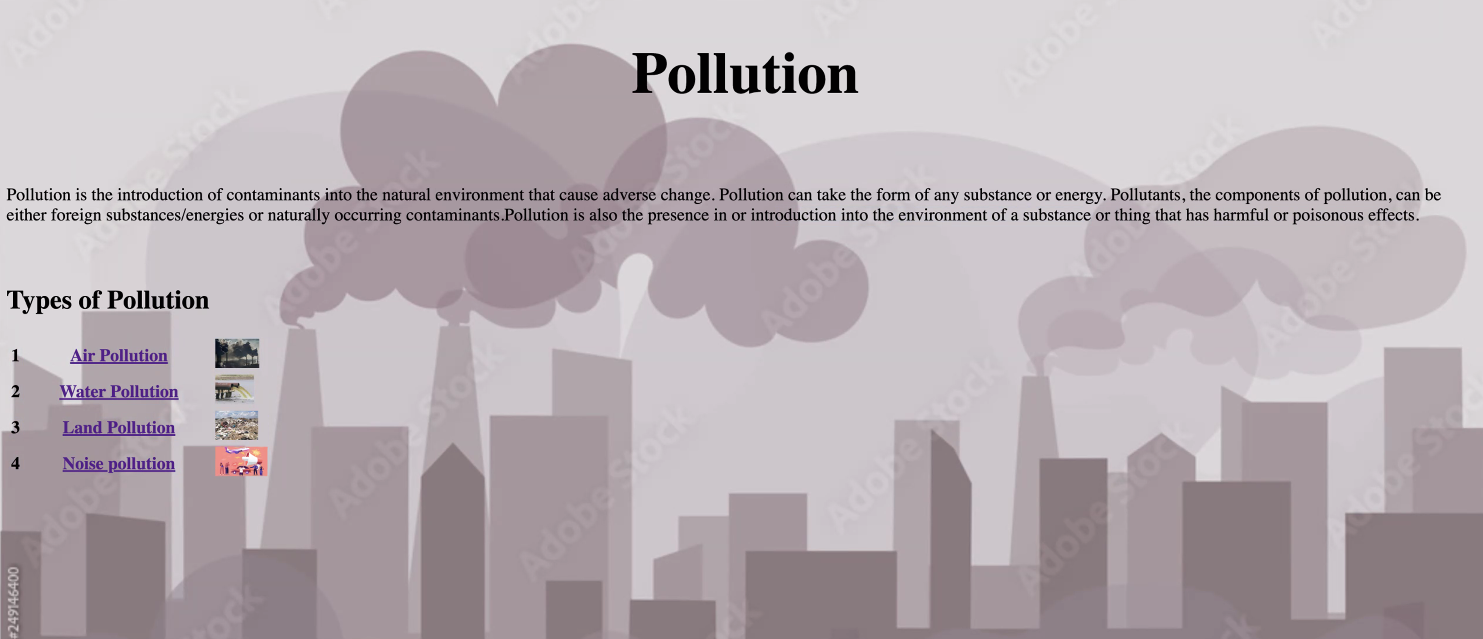 Pollution
Pollution is the introduction of contaminants into the natural environment that cause adverse change. Pollution can take the form of any substance or energy. Pollutants, the components of pollution, can be
either foreign substances/energies or naturally occurring contaminants.Pollution is also the presence in or introduction into the environment of a substance or thing that has harmful or poisonous effects.
Types of Pollution
1 Air Pollution
2 Water Pollution
3 Land Pollution
4 Noise pollution
Adobe Stock
#249146400